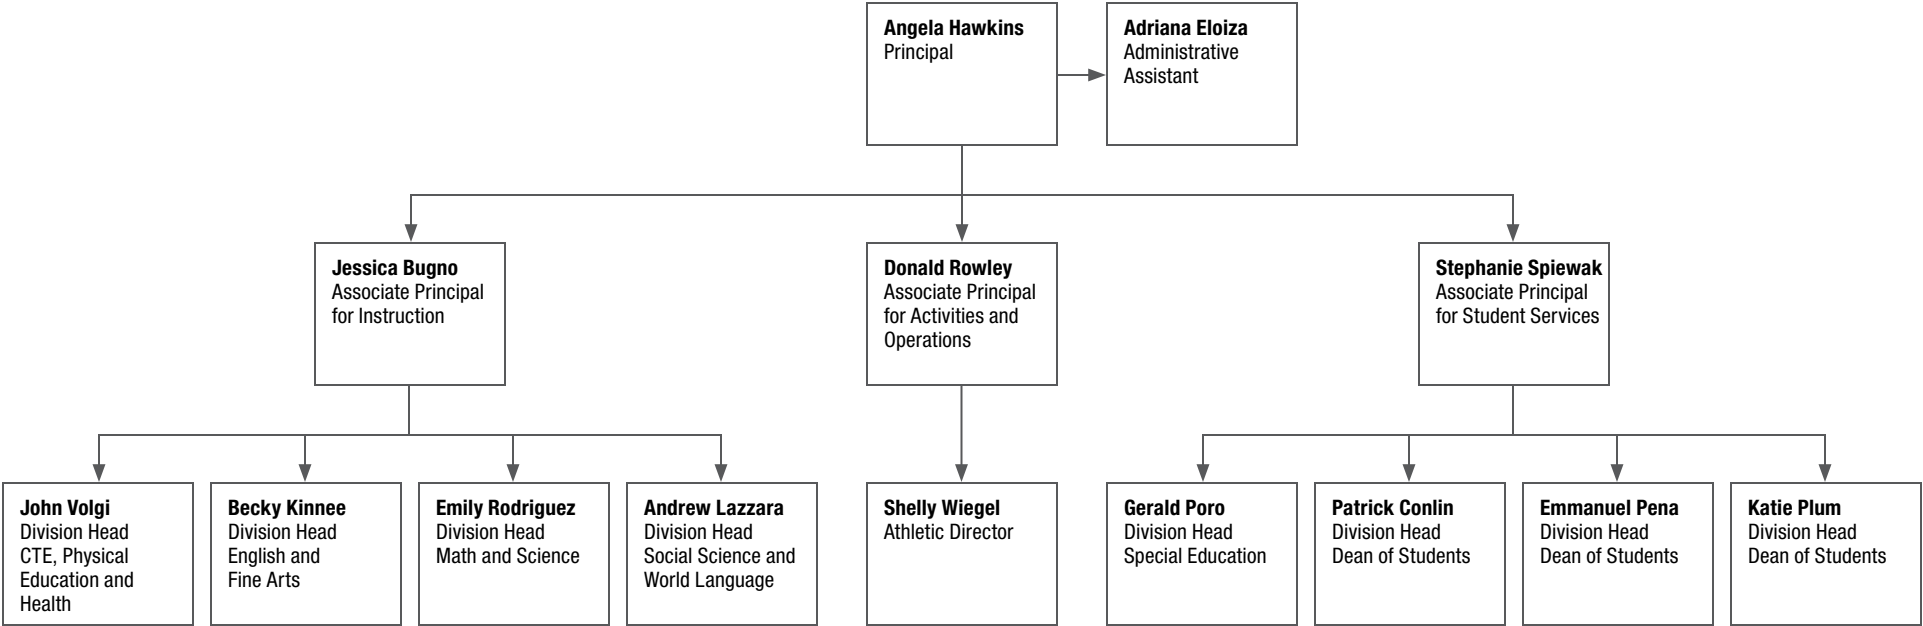 Angela Hawkins
Principal
Adriana Eloiza
Administrative
Assistant
Jessica Bugno
Associate Principal
for Instruction
Donald Rowley
Associate Principal
for Activities and
Operations
Stephanie Spiewak
Associate Principal
for Student Services
John Volgi
Division Head
CTE, Physical
Education and
Health
Becky Kinnee
Division Head
English and
Fine Arts
Emily Rodriguez
Division Head
Math and Science
Andrew Lazzara
Division Head
Social Science and
World Language
Shelly Wiegel
Athletic Director
Gerald Poro
Division Head
Special Education
Patrick Conlin
Division Head
Dean of Students
Emmanuel Pena
Division Head
Dean of Students
Katie Plum
Division Head
Dean of Students